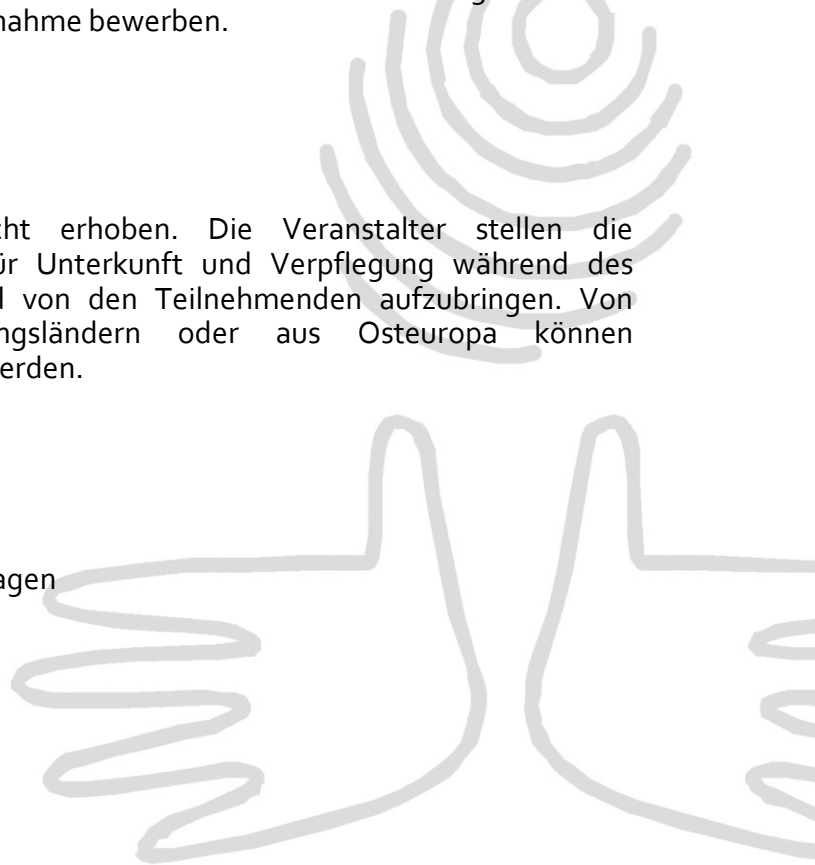 nahme bewerben.
cht erhoben. Die Veranstalter stellen die
ür Unterkunft und Verpflegung während des
von den Teilnehmenden aufzubringen. Von
ngsländern oder aus Osteuropa können
erden.
agen